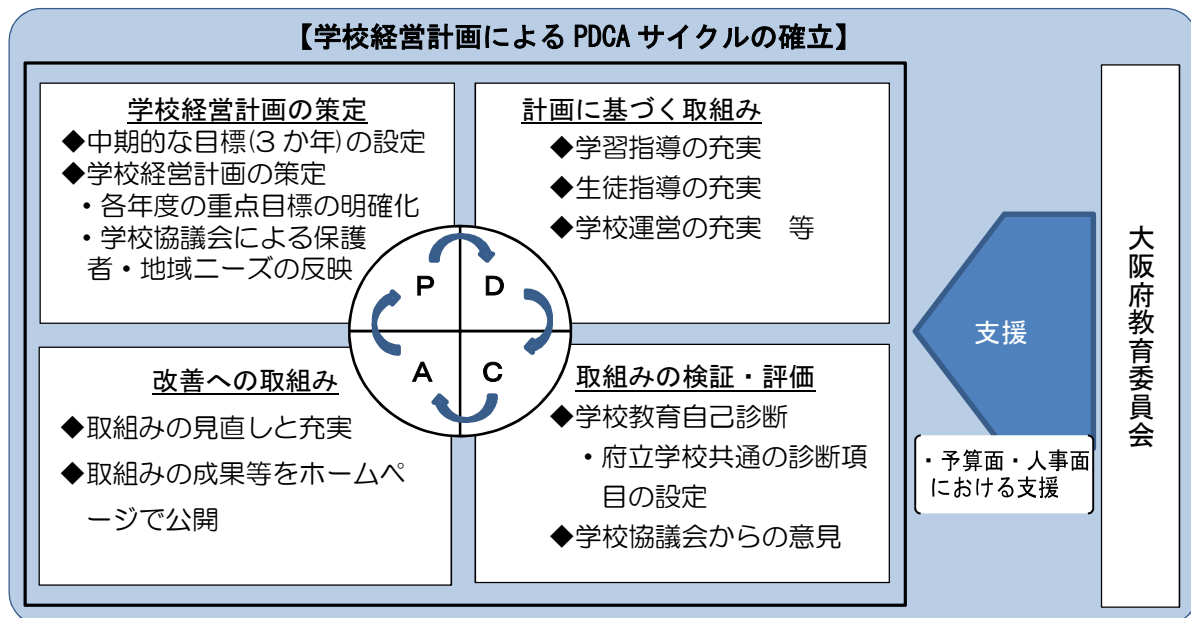 【学校経営計画による PDCA サイクルの確立】
学校経営計画の策定
◆中期的な目標(3 か年)の設定
◆学校経営計画の策定
・各年度の重点目標の明確化
・学校協議会による保護
者・地域ニーズの反映
計画に基づく取組み
◆学習指導の充実
◆生徒指導の充実
◆学校運営の充実　等
P
D
A
C
改善への取組み
◆取組みの見直しと充実
◆取組みの成果等をホームペ
ージで公開
取組みの検証・評価
◆学校教育自己診断
・府立学校共通の診断項
目の設定
◆学校協議会からの意見
支援
・予算面・人事面
における支援
大阪府教育委員会